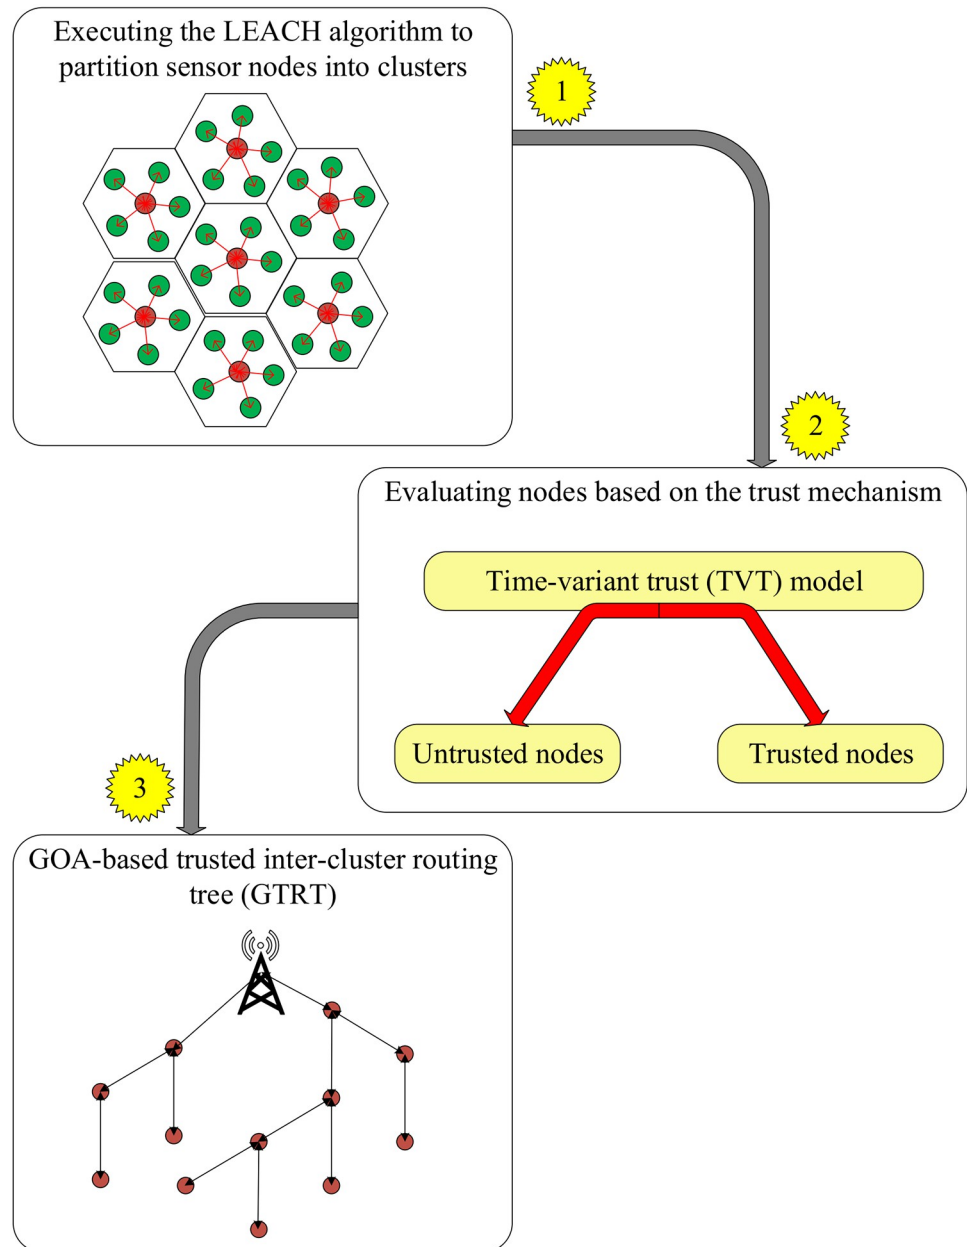 Executing the LEACH algorithm to
partition sensor nodes into clusters
1
2
Evaluating nodes based on the trust mechanism
Time-variant trust (TVT) model
Untrusted nodes
Trusted nodes
3
GOA-based trusted inter-cluster routing
tree (GTRT)